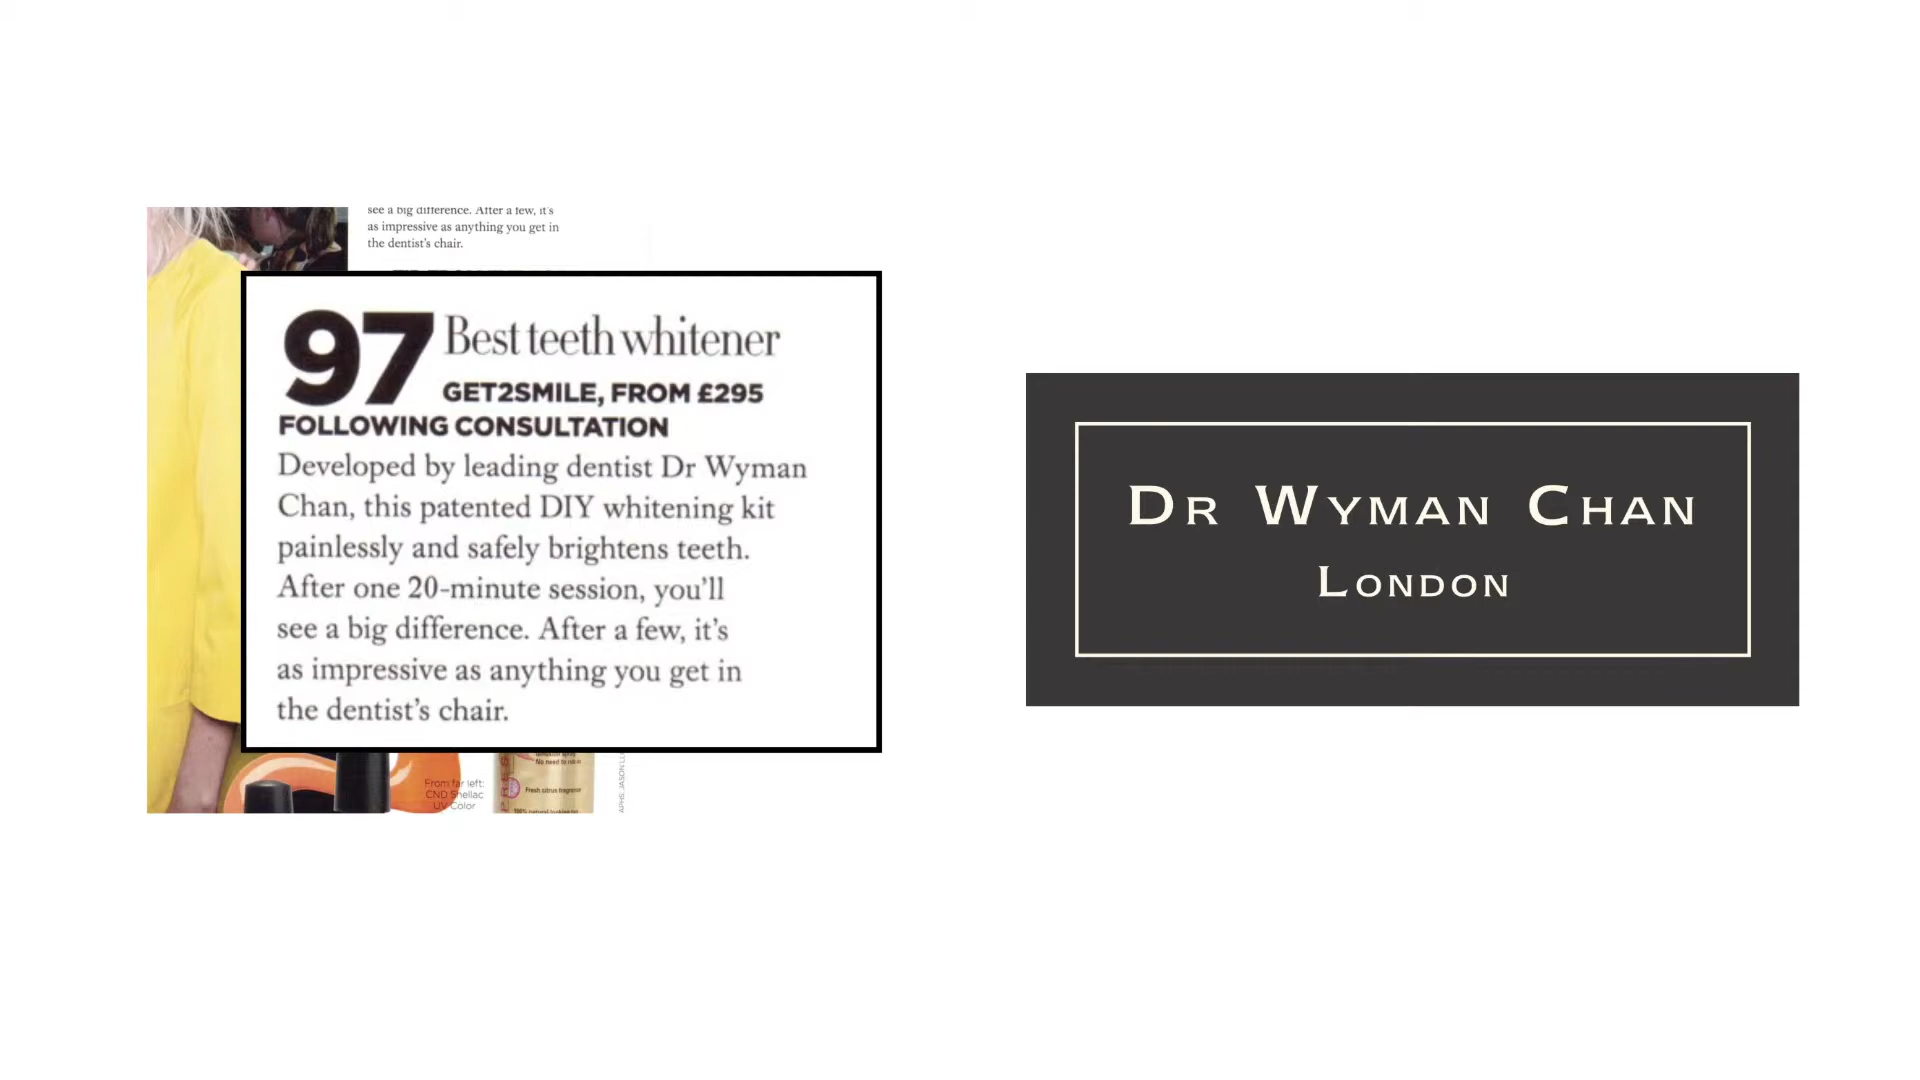 see a big difference. After a few, it's
as impressive as anything you get in
the dentist's chair.
97 Best teeth whitener
GET2SMILE, FROM £295
FOLLOWING CONSULTATION
Developed by leading dentist Dr Wyman
Chan, this patented DIY whitening kit
painlessly and safely brightens teeth.
After one 20-minute session, you'll
see a big difference. After a few, it's
as impressive as anything you get in
the dentist's chair.
From far left:
CND Shellac
UV Color
No need to rub in
Fresh citrus fragrance
DR WYMAN CHAN
LONDON